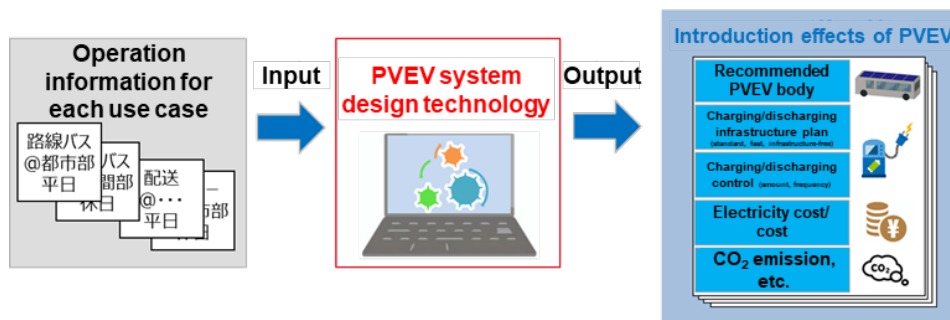 Operation
information for
each use case
路線バス
@都市部
平日
バス
間部
休日
配送
@・・・
平日
ー
市部
日
Input
PVEV system
design technology
Output
Introduction effects of PVEV
Recommended
PVEV body
Charging/discharging
infrastructure plan
(standard, fast, infrastructure-free)
Charging/discharging
control (amount, frequency)
Electricity cost/
cost
CO₂ emission,
etc.
¥
CO₂